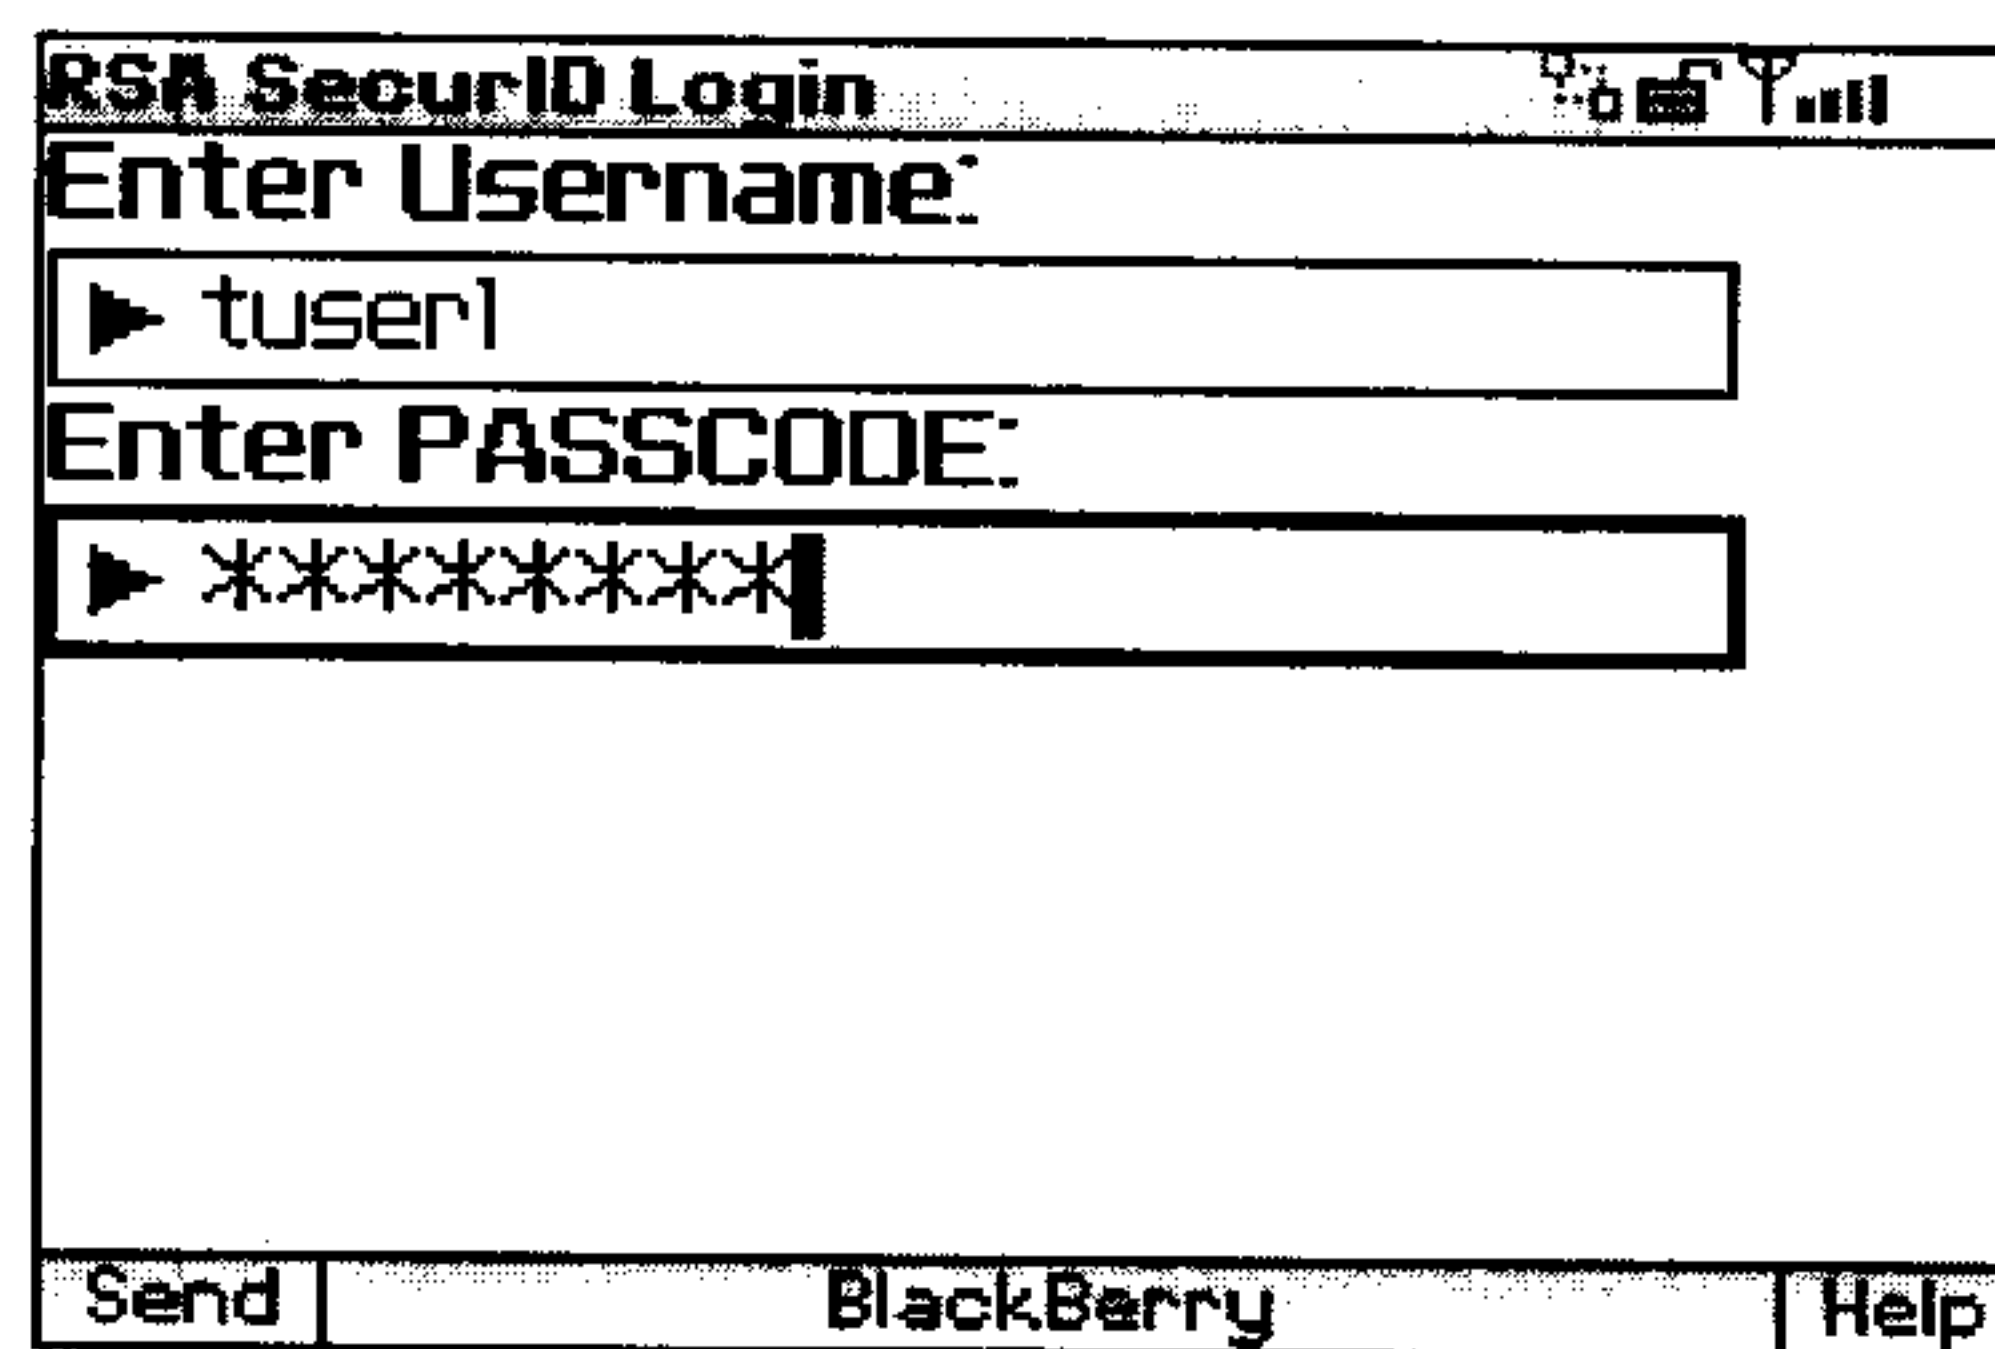 RSA SecurID Login
Enter Username:
tuser1
Enter PASSCODE:
********
Send BlackBerry Help